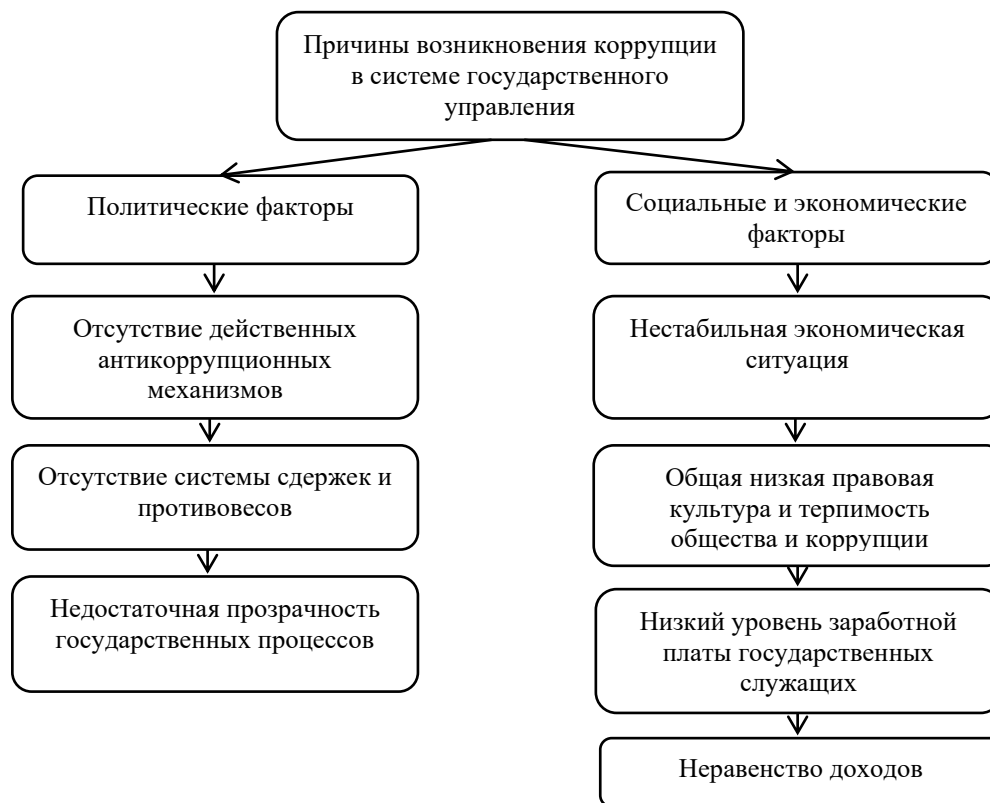 Причины возникновения коррупции
в системе государственного
управления
Политические факторы
Отсутствие действенных
антикоррупционных
механизмов
Отсутствие системы сдержек и
противовесов
Недостаточная прозрачность
государственных процессов
Социальные и экономические
факторы
Нестабильная экономическая
ситуация
Общая низкая правовая
культура и терпимость
общества и коррупции
Низкий уровень заработной
платы государственных
служащих
Неравенство доходов